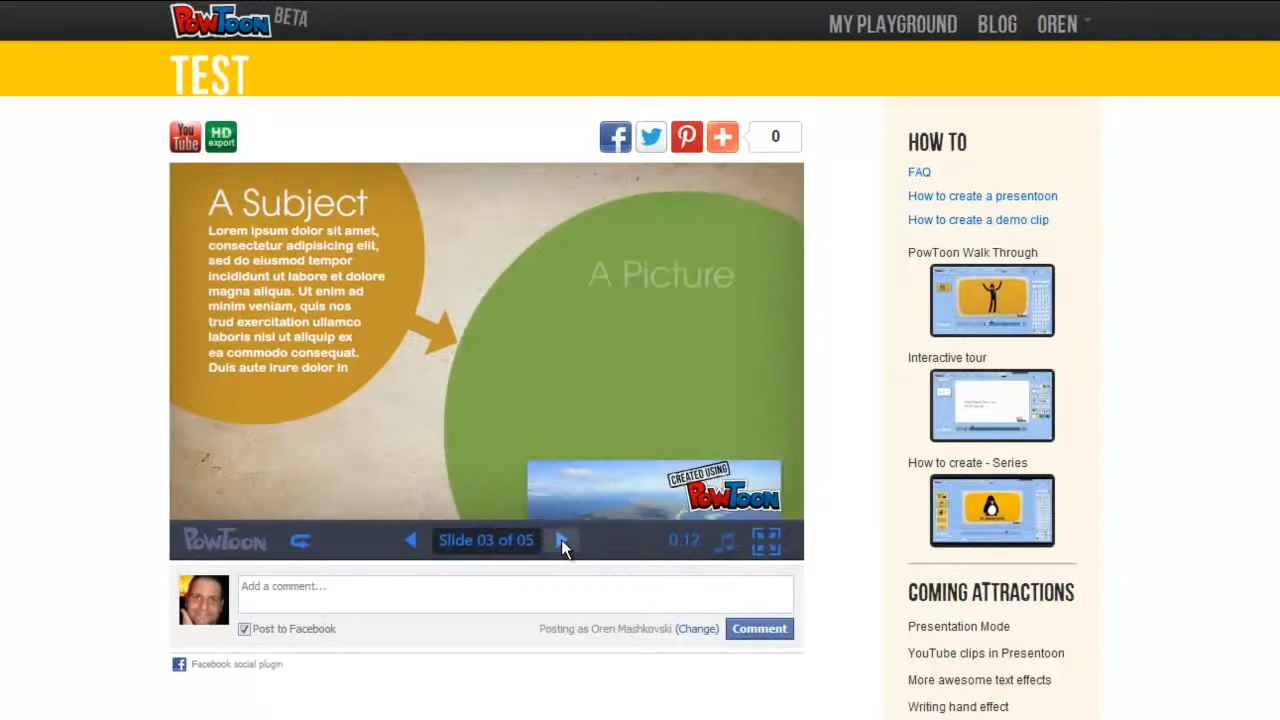 PowToon BETA
MY PLAYGROUND BLOG OREN
TEST
You Tube
HD export
0
A Subject
Lorem ipsum dolor sit amet,
consectetur adipisicing elit,
sed do eiusmod tempor
incididunt ut labore et dolore
magna aliqua. Ut enim ad
minim veniam, quis nos
trud exercitation ullamco
laboris nisi ut aliquip ex
ea commodo consequat.
Duis aute irure dolor in
A Picture
CREATED USING
PowToon
PowToon
Slide 03 of 05
0:12
Add a comment...
Post to Facebook
Posting as Oren Mashkovski (Change)
Comment
Facebook social plugin
HOW TO
FAQ
How to create a presentoon
How to create a demo clip
PowToon Walk Through
Interactive tour
How to create - Series
COMING ATTRACTIONS
Presentation Mode
YouTube clips in Presentoon
More awesome text effects
Writing hand effect